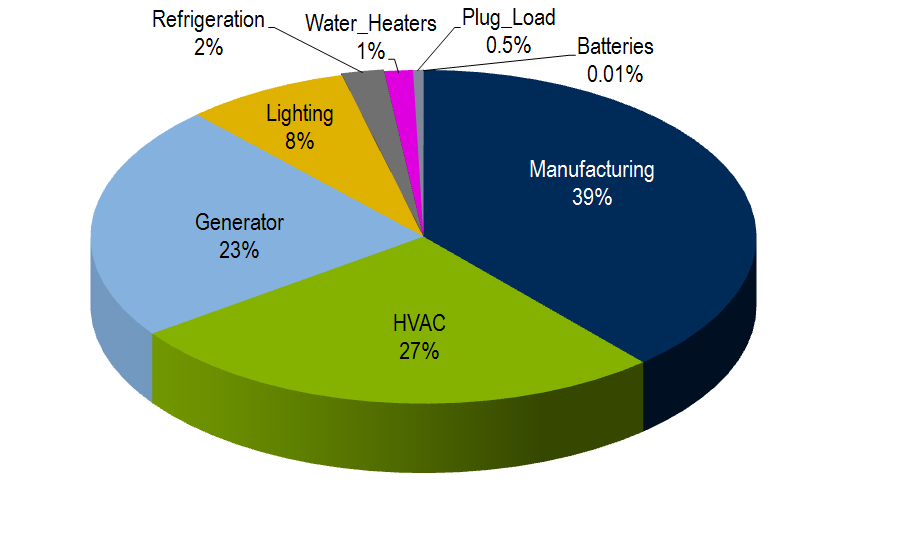 Refrigeration
2%
Water_Heaters
1%
Plug_Load
0.5%
Batteries
0.01%
Lighting
8%
Manufacturing
39%
Generator
23%
HVAC
27%